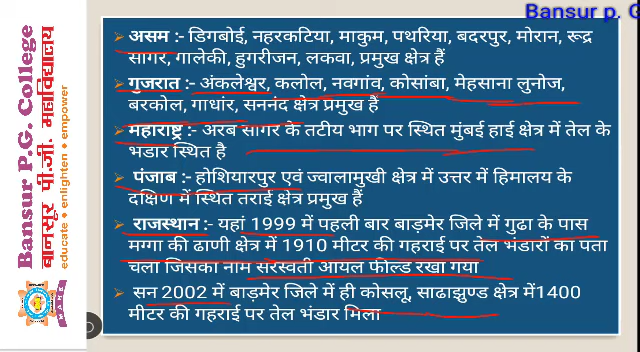 Bansur p. G
Bansur P.G. College
बानसूर पी.जी. महाविद्यालय
educate • enlighten • empower
असम :- डिगबोई, नहरकटिया, माकुम, पथरिया, बदरपुर, मोरान, रूद्र
सागर, गालेकी, हुगरीजन, लकवा, प्रमुख क्षेत्र हैं
गुजरात :- अंकलेश्वर, कलोल, नवगांव, कोसांबा, मेहसाना लुनोज,
बरकोल, गाधांर, सननंद क्षेत्र प्रमुख हैं
महाराष्ट्र :- अरब सागर के तटीय भाग पर स्थित मुंबई हाई क्षेत्र में तेल के
भंडार स्थित है
पंजाब :- होशियारपुर एवं ज्वालामुखी क्षेत्र में उत्तर में हिमालय के
दक्षिण में स्थित तराई क्षेत्र प्रमुख हैं
राजस्थान :- यहां 1999 में पहली बार बाड़मेर जिले में गुढा के पास
मग्गा की ढाणी क्षेत्र में 1910 मीटर की गहराई पर तेल भंडारों का पता
चला जिसका नाम सरस्वती आयल फील्ड रखा गया
सन 2002 में बाड़मेर जिले में ही कोसलू, साढाझुण्ड क्षेत्र में1400
मीटर की गहराई पर तेल भंडार मिला